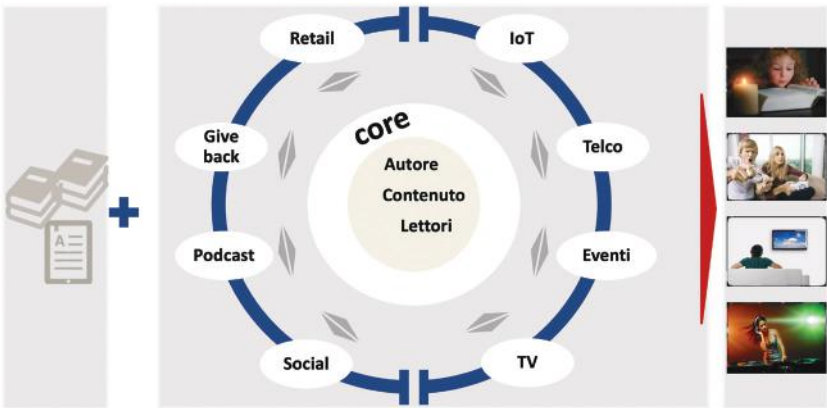 Retail
IoT
core
Give
back
Telco
Autore
Contenuto
Lettori
A
Podcast
Eventi
Social
TV